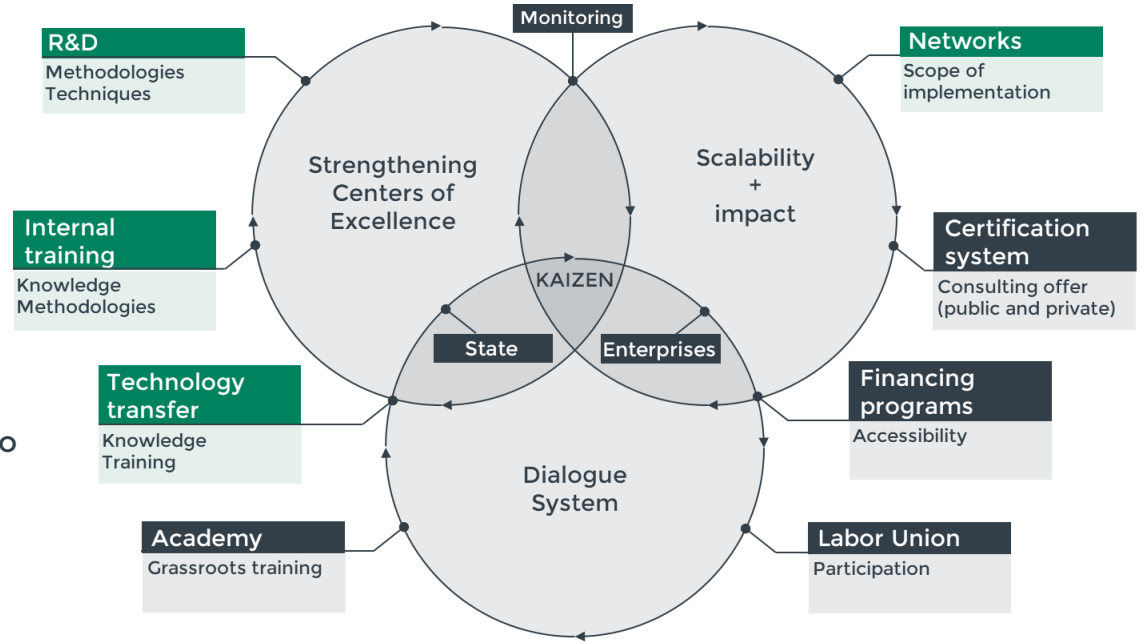 Monitoring
R&D
Methodologies
Techniques
Networks
Scope of
implementation
Strengthening
Centers of
Excellence
Scalability
+
impact
Internal
training
Knowledge
Methodologies
Certification
system
Consulting offer
(public and private)
KAIZEN
State
Enterprises
Technology
transfer
Knowledge
Training
Financing
programs
Accessibility
o
Dialogue
System
Academy
Grassroots training
Labor Union
Participation